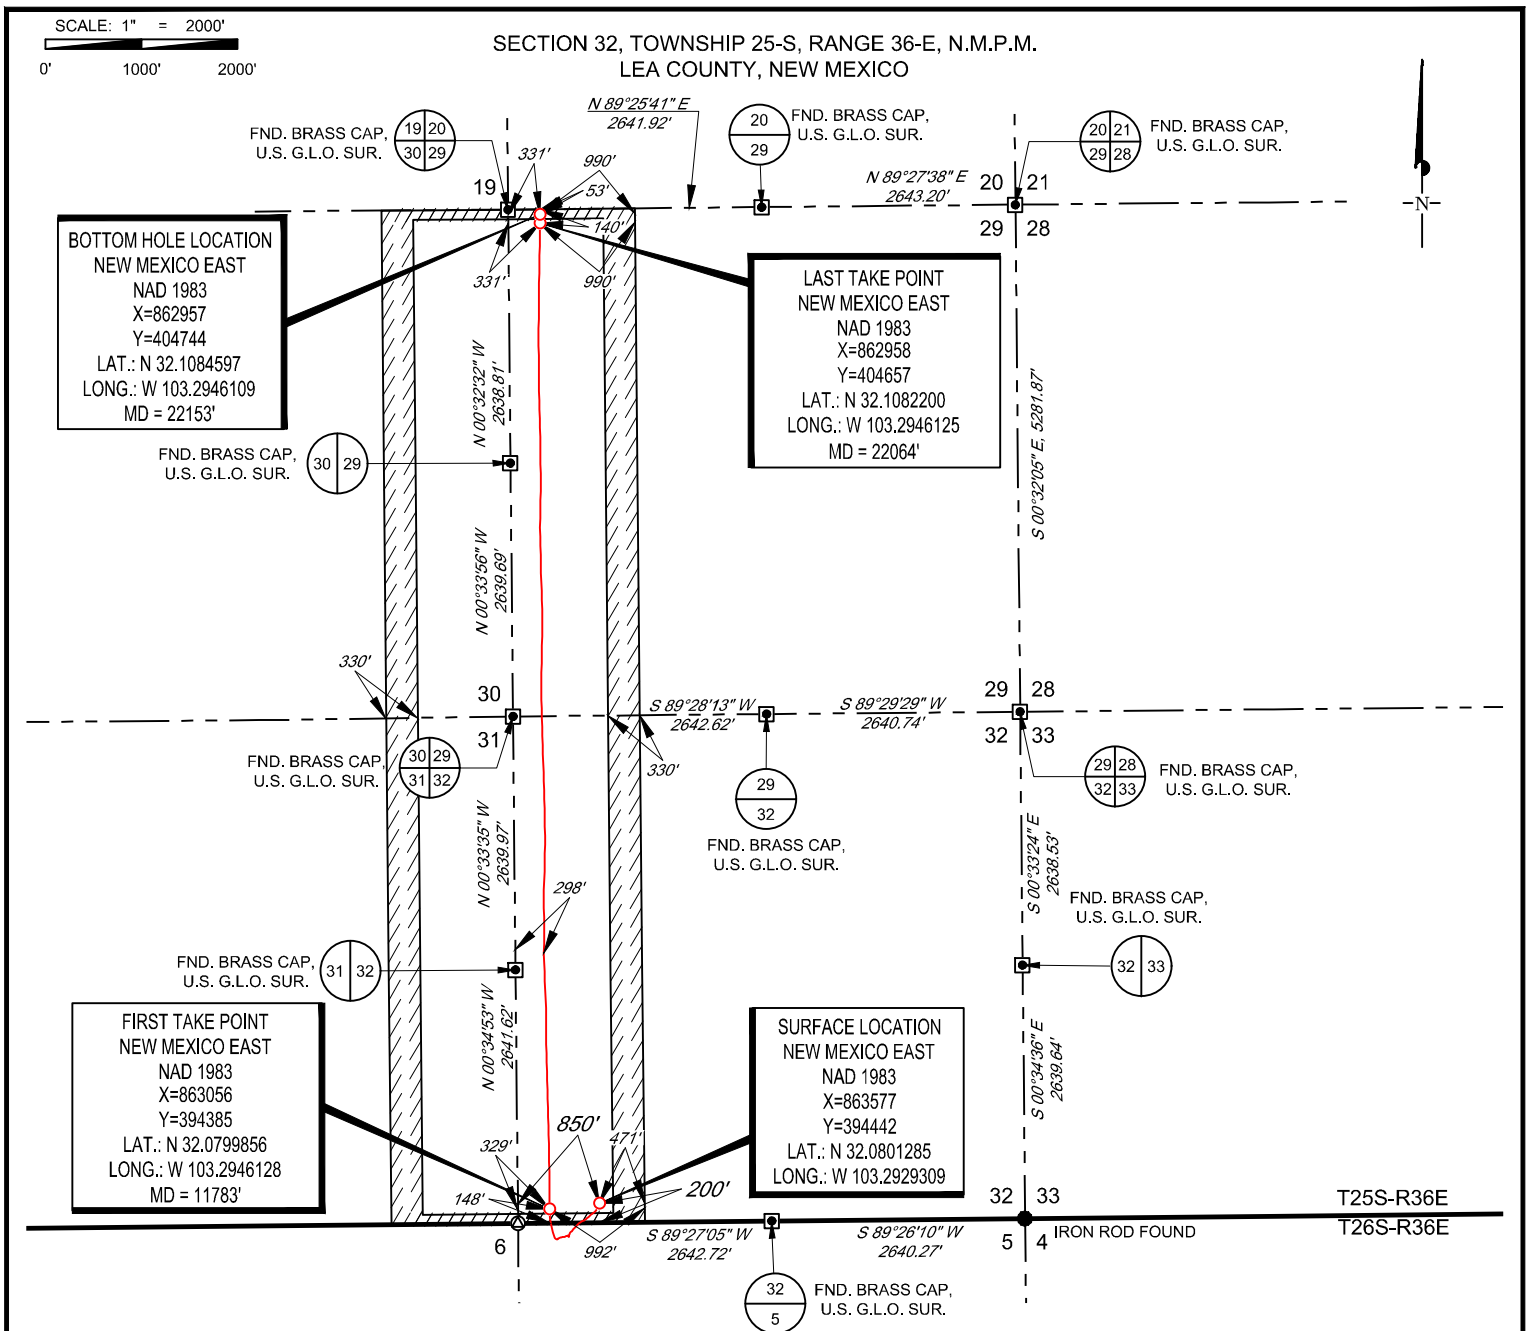 SCALE: 1" = 2000'
0' 1000' 2000'
SECTION 32, TOWNSHIP 25-S, RANGE 36-E, N.M.P.M.
LEA COUNTY, NEW MEXICO
N 89°25'41" E
2641.92'
FND. BRASS CAP,
U.S. G.L.O. SUR.
19 20
30 29
20
29
FND. BRASS CAP,
U.S. G.L.O. SUR.
20 21
29 28
FND. BRASS CAP,
U.S. G.L.O. SUR.
331'
990'
53'
N 89°27'38" E
2643.20'
19
20 21
29 28
N
140'
331'
990'
BOTTOM HOLE LOCATION
NEW MEXICO EAST
NAD 1983
X=862957
Y=404744
LAT.: N 32.1084597
LONG.: W 103.2946109
MD = 22153'
LAST TAKE POINT
NEW MEXICO EAST
NAD 1983
X=862958
Y=404657
LAT.: N 32.1082200
LONG.: W 103.2946125
MD = 22064'
N 00°32'32" W
2638.81'
S 00°32'05" E, 5281.87'
FND. BRASS CAP,
U.S. G.L.O. SUR.
30 29
N 00°33'56" W
2639.69'
330'
30
31
S 89°28'13" W
2642.62'
S 89°29'29" W
2640.74'
29 28
32 33
FND. BRASS CAP,
U.S. G.L.O. SUR.
30 29
31 32
330'
29
32
FND. BRASS CAP,
U.S. G.L.O. SUR.
29 28
32 33
FND. BRASS CAP,
U.S. G.L.O. SUR.
N 00°33'35" W
2639.97'
298'
S 00°33'24" E
2638.53'
FND. BRASS CAP,
U.S. G.L.O. SUR.
32 33
FND. BRASS CAP,
U.S. G.L.O. SUR.
31 32
FIRST TAKE POINT
NEW MEXICO EAST
NAD 1983
X=863056
Y=394385
LAT.: N 32.0799856
LONG.: W 103.2946128
MD = 11783'
N 00°34'53" W
2641.62'
SURFACE LOCATION
NEW MEXICO EAST
NAD 1983
X=863577
Y=394442
LAT.: N 32.0801285
LONG.: W 103.2929309
S 00°34'36" E
2639.64'
329'
850'
471'
148'
200'
992'
6
S 89°27'05" W
2642.72'
S 89°26'10" W
2640.27'
32 33
5 4
IRON ROD FOUND
T25S-R36E
T26S-R36E
32
5
FND. BRASS CAP,
U.S. G.L.O. SUR.